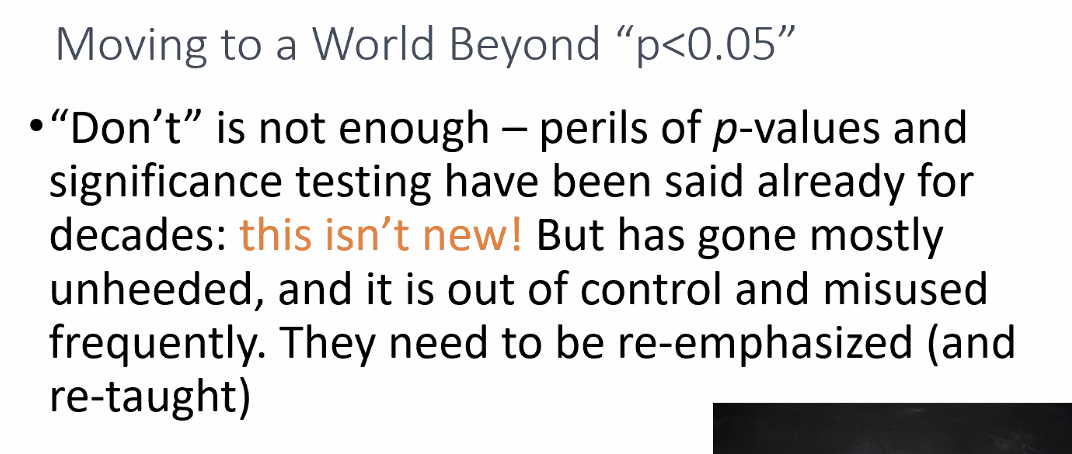 Moving to a World Beyond “p<0.05”
•“Don’t” is not enough – perils of p-values and
significance testing have been said already for
decades: this isn’t new! But has gone mostly
unheeded, and it is out of control and misused
frequently. They need to be re-emphasized (and
re-taught)